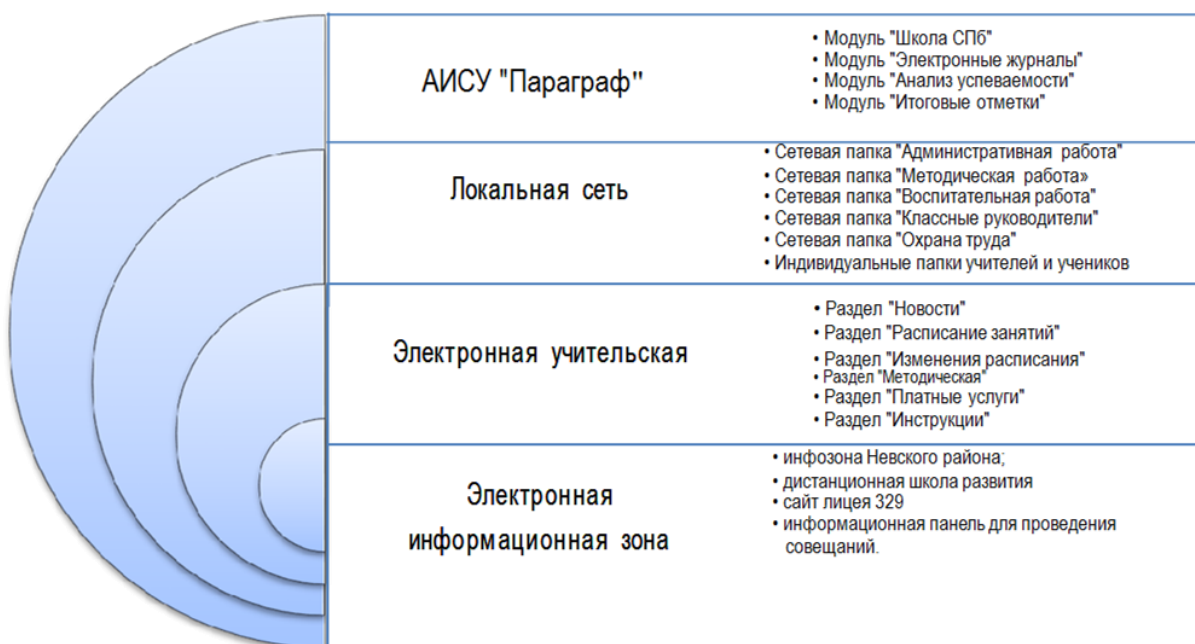 АИСУ "Параграф"
• Модуль "Школа СПб"
• Модуль "Электронные журналы"
• Модуль "Анализ успеваемости"
• Модуль "Итоговые отметки"
Локальная сеть
• Сетевая папка "Административная работа"
• Сетевая папка "Методическая работа»
• Сетевая папка "Воспитательная работа"
• Сетевая папка "Классные руководители"
• Сетевая папка "Охрана труда"
• Индивидуальные папки учителей и учеников
Электронная учительская
• Раздел "Новости"
• Раздел "Расписание занятий"
• Раздел "Изменения расписания"
• Раздел "Методическая"
• Раздел "Платные услуги"
• Раздел "Инструкции"
Электронная
информационная зона
• инфозона Невского района;
• дистанционная школа развития
• сайт лицея 329
• информационная панель для проведения
совещаний.